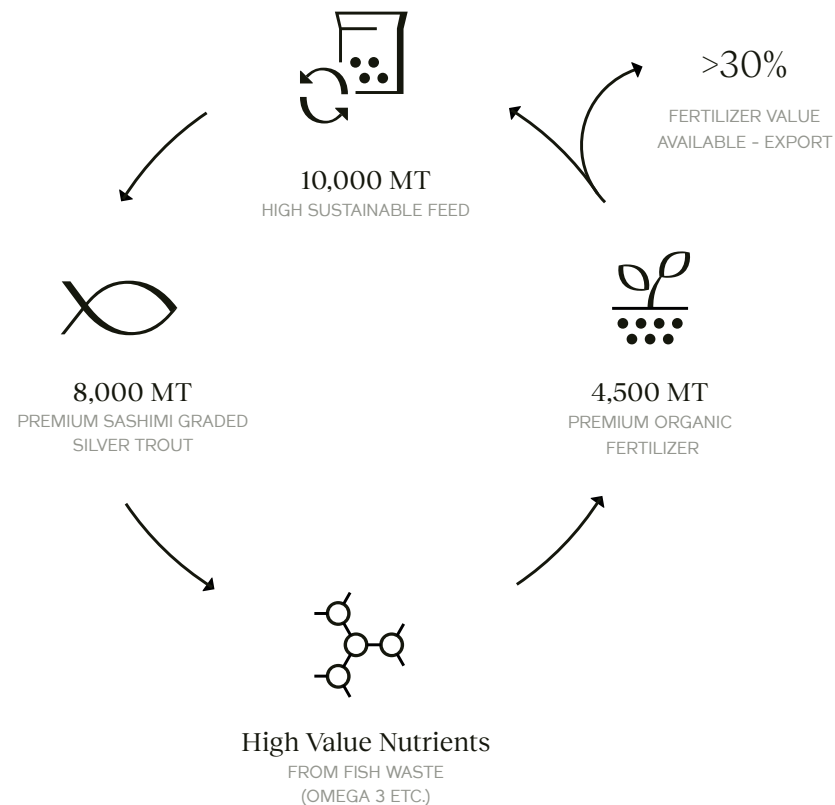 >30%
FERTILIZER VALUE
AVAILABLE - EXPORT
10,000 MT
HIGH SUSTAINABLE FEED
8,000 MT
PREMIUM SASHIMI GRADED
SILVER TROUT
4,500 MT
PREMIUM ORGANIC
FERTILIZER
High Value Nutrients
FROM FISH WASTE
(OMEGA 3 ETC.)